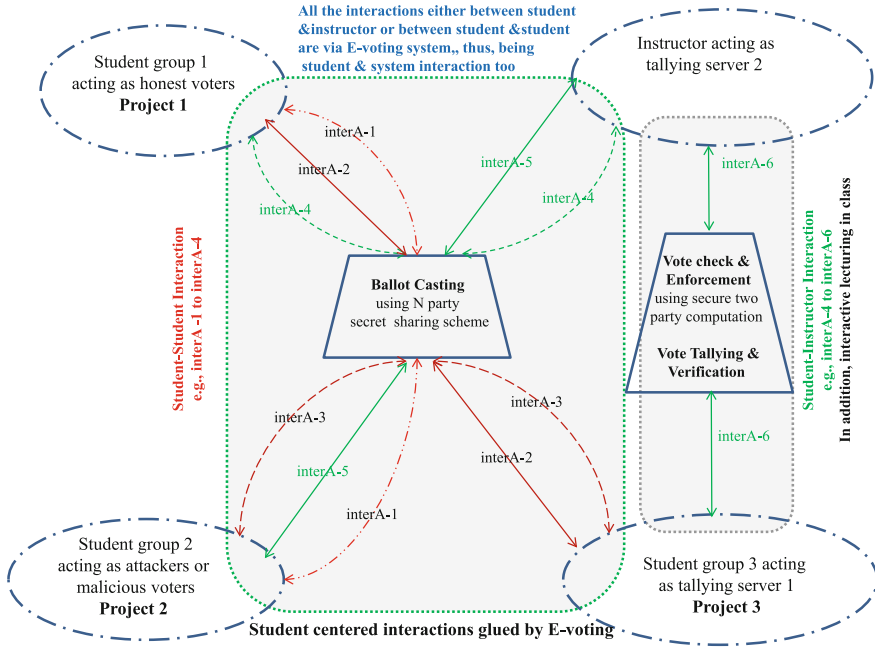 All the interactions either between student
&instructor or between student &student
are via E-voting system,, thus, being
student & system interaction too
Student group 1
acting as honest voters
Project 1
Instructor acting as
tallying server 2
interA-1
interA-2
interA-4
interA-5
interA-4
interA-6
Ballot Casting
using N party
secret sharing scheme
Vote check &
Enforcement
using secure two
party computation
Vote Tallying &
Verification
Student-Student Interaction
e.g., interA-1 to interA-4
Student-Instructor Interaction
e.g., interA-4 to interA-6
In addition, interactive lecturing in class
interA-3
interA-5
interA-1
interA-3
interA-2
interA-6
Student group 2
acting as attackers or
malicious voters
Project 2
Student group 3 acting
as tallying server 1
Project 3
Student centered interactions glued by E-voting